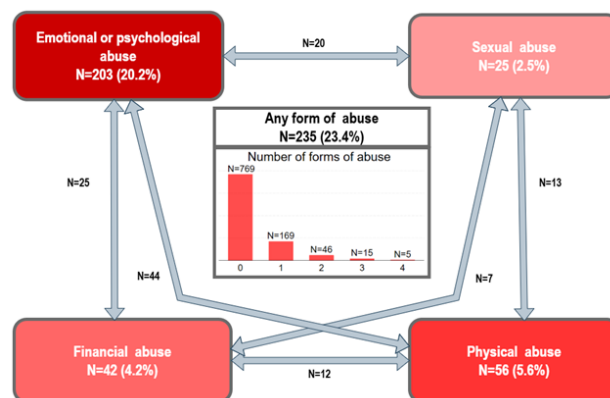 Emotional or psychological
abuse
N=203 (20.2%)
N=20
Sexual abuse
N=25 (2.5%)
Any form of abuse
N=235 (23.4%)
Number of forms of abuse
N=769
N=169
N=46
N=15
N=5
0
1
2
3
4
N=25
N=13
N=44
N=7
Financial abuse
N=42 (4.2%)
N=12
Physical abuse
N=56 (5.6%)